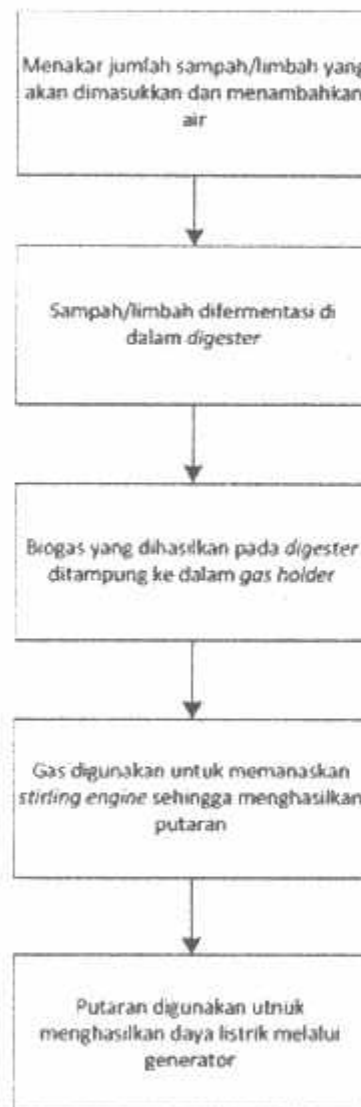 Menakar jumlah sampah/limbah yang
akan dimasukkan dan menambahkan
air
Sampah/limbah difermentasi di
dalam digester
Biogas yang dihasilkan pada digester
ditampung ke dalam gas holder
Gas digunakan untuk memanaskan
stirling engine sehingga menghasilkan
putaran
Putaran digunakan utnuk
menghasilkan daya listrik melalui
generator